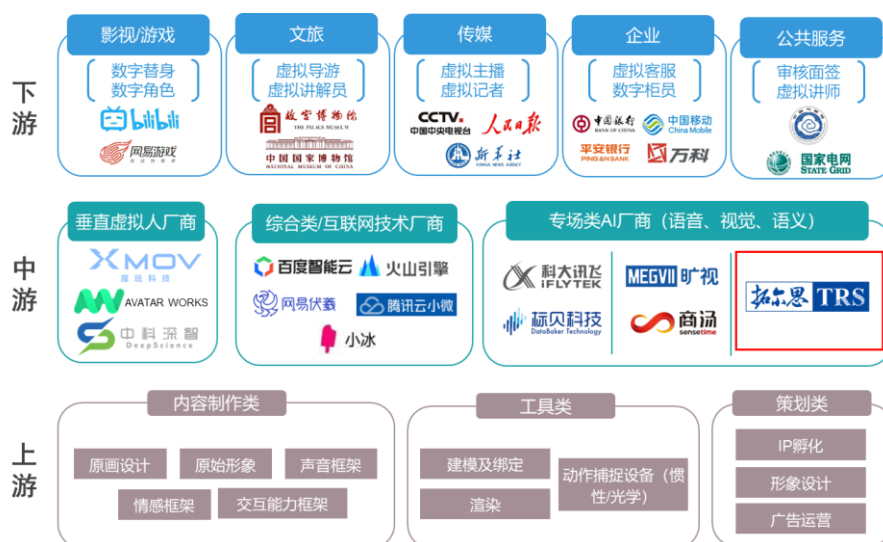 下游
影视/游戏
数字替身
数字角色
bilibili
网易游戏
文旅
虚拟导游
虚拟讲解员
故宫博物院
THE PALACE MUSEUM
中国国家博物馆
NATIONAL MUSEUM OF CHINA
传媒
虚拟主播
虚拟记者
CCTV
中国中央电视台
人民日报
新华社
XINHUA NEWS AGENCY
企业
虚拟客服
数字柜员
中国银行
BANK OF CHINA
中国移动
China Mobile
平安银行
PING AN BANK
万科
公共服务
审核面签
虚拟讲师
国家电网
STATE GRID
中游
垂直虚拟人厂商
XMOV
魔珐科技
AVATAR WORKS
中科深智
DeepScience
综合类/互联网技术厂商
百度智能云
火山引擎
网易伏羲
腾讯云小微
小冰
专场类AI厂商（语音、视觉、语义）
科大讯飞
iFLYTEK
标贝科技
DataBaker Technology
MEGVII 旷视
商汤
sensetime
拓尔思 TRS
上游
内容制作类
原画设计
原始形象
声音框架
情感框架
交互能力框架
工具类
建模及绑定
渲染
动作捕捉设备（惯
性/光学）
策划类
IP孵化
形象设计
广告运营